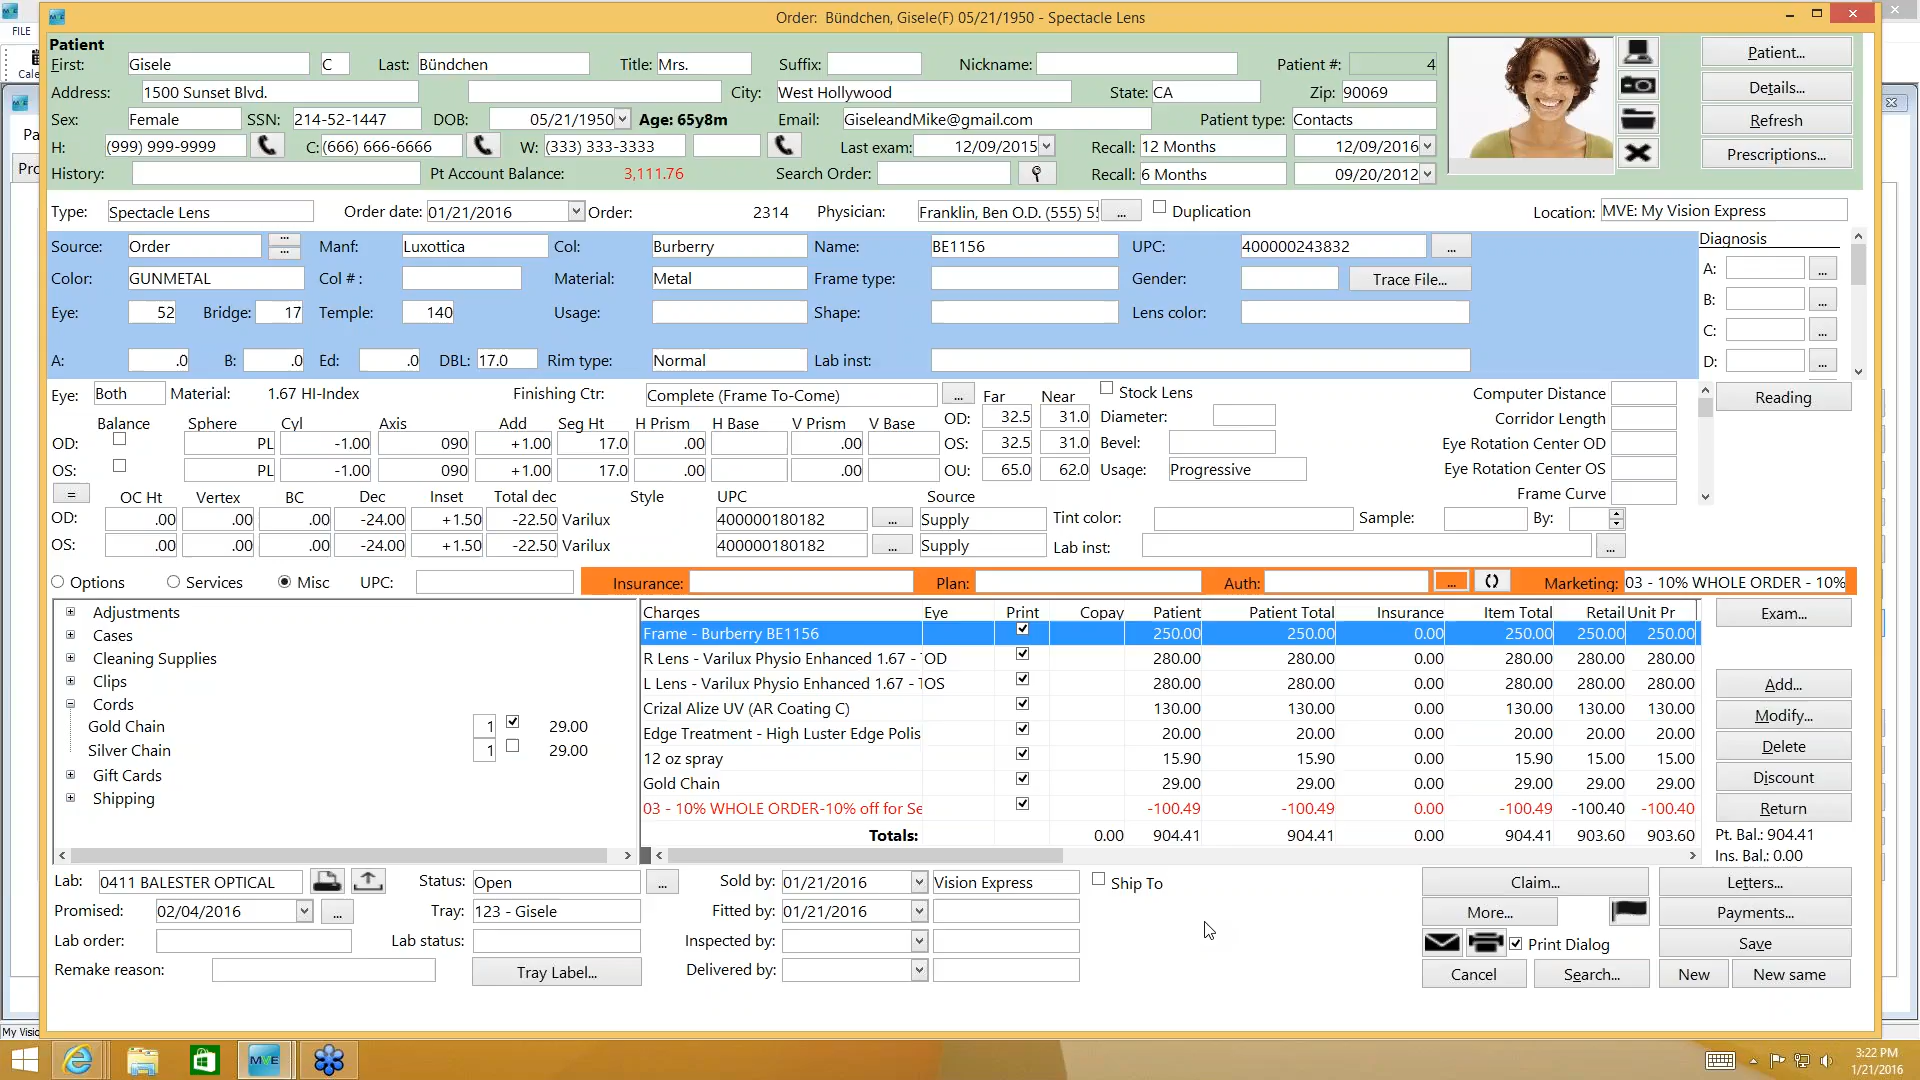 Order: Bündchen, Gisele(F) 05/21/1950 - Spectacle Lens
FILE
Patient
First: Gisele C Last: Bündchen Title: Mrs. Suffix: Nickname: Patient #: 4
Address: 1500 Sunset Blvd. City: West Hollywood State: CA Zip: 90069
Sex: Female SSN: 214-52-1447 DOB: 05/21/1950 Age: 65y8m Email: GiseleandMike@gmail.com Patient type: Contacts
H: (999) 999-9999 C: (666) 666-6666 W: (333) 333-3333 Last exam: 12/09/2015 Recall: 12 Months 12/09/2016
History: Pt Account Balance: 3,111.76 Search Order: Recall: 6 Months 09/20/2012
Patient...
Details...
Refresh
Prescriptions...
Type: Spectacle Lens Order date: 01/21/2016 Order: 2314 Physician: Franklin, Ben O.D. (555) 5 ... Duplication Location: MVE: My Vision Express
Source: Order ... ... Manf: Luxottica Col: Burberry Name: BE1156 UPC: 400000243832 ...
Color: GUNMETAL Col # : Material: Metal Frame type: Gender: Trace File...
Eye: 52 Bridge: 17 Temple: 140 Usage: Shape: Lens color:
A: .0 B: .0 Ed: .0 DBL: 17.0 Rim type: Normal Lab inst:
Diagnosis
A: ...
B: ...
C: ...
D: ...
Eye: Both Material: 1.67 HI-Index Finishing Ctr: Complete (Frame To-Come) ... Far Near Stock Lens Computer Distance Reading
Balance Sphere Cyl Axis Add Seg Ht H Prism H Base V Prism V Base OD: 32.5 31.0 Diameter: Corridor Length
OD: PL -1.00 090 +1.00 17.0 .00 .00 OS: 32.5 31.0 Bevel: Eye Rotation Center OD
OS: PL -1.00 090 +1.00 17.0 .00 .00 OU: 65.0 62.0 Usage: Progressive Eye Rotation Center OS
= OC Ht Vertex BC Dec Inset Total dec Style UPC Source Frame Curve
OD: .00 .00 .00 -24.00 +1.50 -22.50 Varilux 400000180182 ... Supply Tint color: Sample: By:
OS: .00 .00 .00 -24.00 +1.50 -22.50 Varilux 400000180182 ... Supply Lab inst: ...
Options Services Misc UPC: Insurance: Plan: Auth: ... Marketing: 03 - 10% WHOLE ORDER - 10%
Adjustments
Cases
Cleaning Supplies
Clips
Cords
Gold Chain 1 29.00
Silver Chain 1 29.00
Gift Cards
Shipping
Charges Eye Print Copay Patient Patient Total Insurance Item Total Retail Unit Pr
Frame - Burberry BE1156 250.00 250.00 0.00 250.00 250.00 250.00
R Lens - Varilux Physio Enhanced 1.67 - OD 280.00 280.00 0.00 280.00 280.00 280.00
L Lens - Varilux Physio Enhanced 1.67 - OS 280.00 280.00 0.00 280.00 280.00 280.00
Crizal Alize UV (AR Coating C) 130.00 130.00 0.00 130.00 130.00 130.00
Edge Treatment - High Luster Edge Polis 20.00 20.00 0.00 20.00 20.00 20.00
12 oz spray 15.90 15.90 0.00 15.90 15.00 15.00
Gold Chain 29.00 29.00 0.00 29.00 29.00 29.00
03 - 10% WHOLE ORDER-10% off for Se -100.49 -100.49 0.00 -100.49 -100.40 -100.40
Totals: 0.00 904.41 904.41 0.00 904.41 903.60 903.60
Exam...
Add...
Modify...
Delete
Discount
Return
Pt. Bal.: 904.41
Ins. Bal.: 0.00
Lab: 0411 BALESTER OPTICAL Status: Open ... Sold by: 01/21/2016 Vision Express Ship To Claim... Letters...
Promised: 02/04/2016 ... Tray: 123 - Gisele Fitted by: 01/21/2016 More... Payments...
Lab order: Lab status: Inspected by: Print Dialog Save
Remake reason: Tray Label... Delivered by: Cancel Search... New New same
My Visio
MVE
3:22 PM
1/21/2016